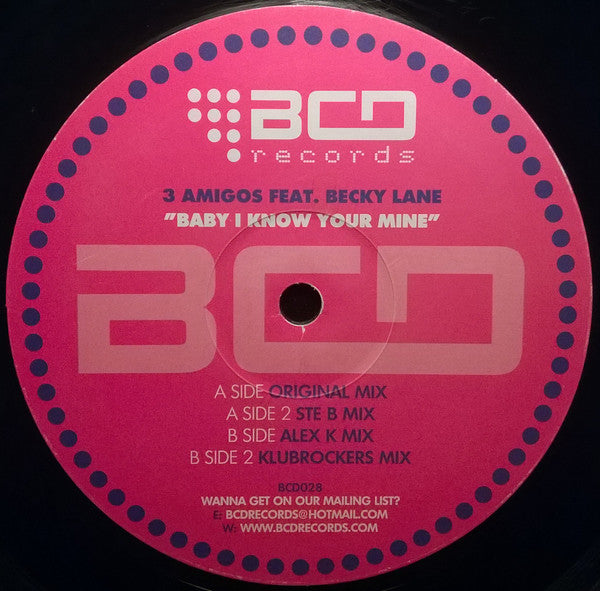 BCD
records
3 AMIGOS FEAT. BECKY LANE
"BABY I KNOW YOUR MINE"
BCD
A SIDE ORIGINAL MIX
A SIDE 2 STE B MIX
B SIDE ALEX K MIX
B SIDE 2 KLUBROCKERS MIX
BCD028
WANNA GET ON OUR MAILING LIST?
E: BCDRECORDS@HOTMAIL.COM
W: WWW.BCDRECORDS.COM